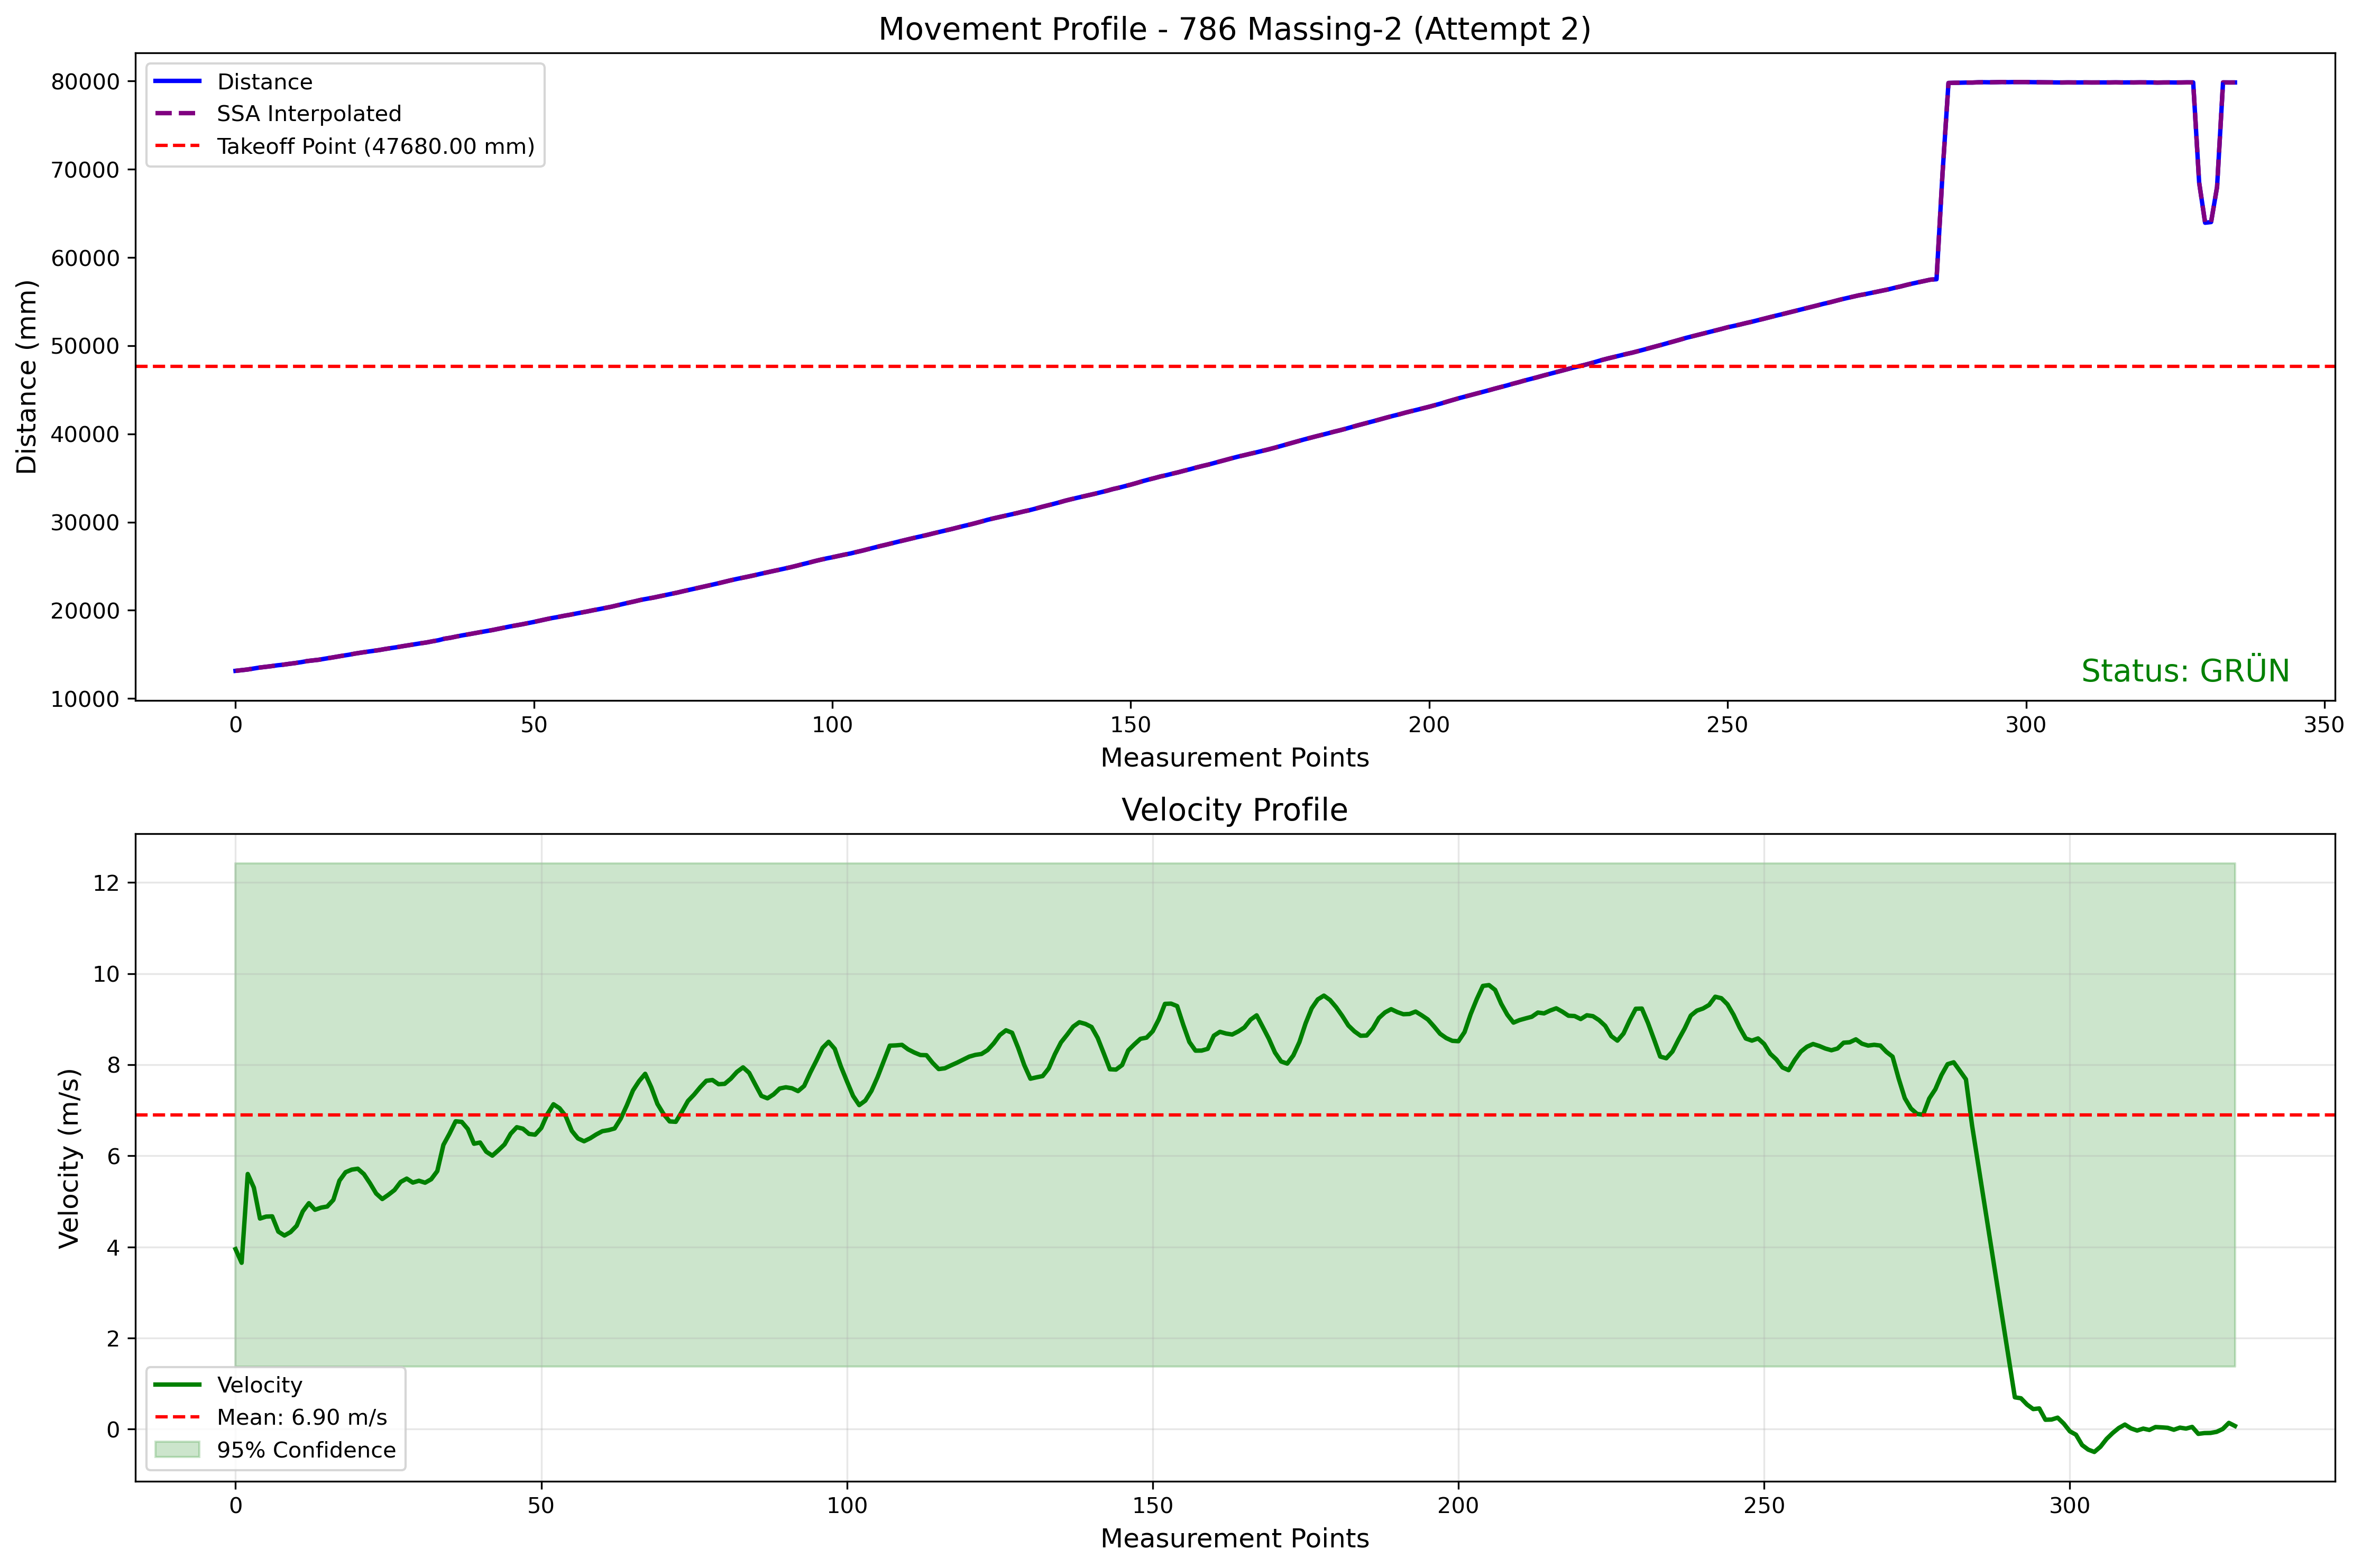 Movement Profile - 786 Massing-2 (Attempt 2)
Distance
SSA Interpolated
Takeoff Point (47680.00 mm)
Distance (mm)
80000
70000
60000
50000
40000
30000
20000
10000
Status: GRÜN
0 50 100 150 200 250 300 350
Measurement Points
Velocity Profile
Velocity (m/s)
12
10
8
6
4
2
0
Velocity
Mean: 6.90 m/s
95% Confidence
0 50 100 150 200 250 300
Measurement Points